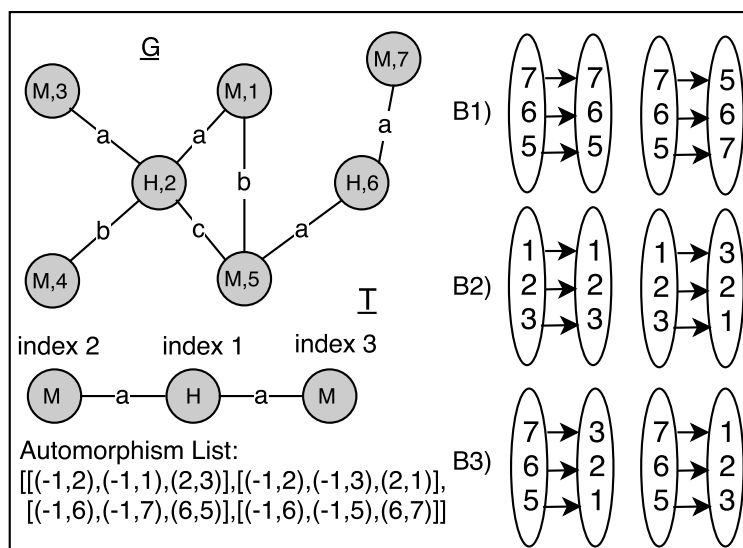 G
M,7
M,3
M,1
a
a
a
H,2
b
H,6
b
c
a
M,4
M,5
T
index 2 index 1 index 3
M a H a M
Automorphism List:
[[(-1,2),(-1,1),(2,3)],[(-1,2),(-1,3),(2,1)],
[(-1,6),(-1,7),(6,5)],[(-1,6),(-1,5),(6,7)]]
B1)
7 7 7 5
6 6 6 6
5 5 5 7
B2)
1 1 1 3
2 2 2 2
3 3 3 1
B3)
7 3 7 1
6 2 6 2
5 1 5 3